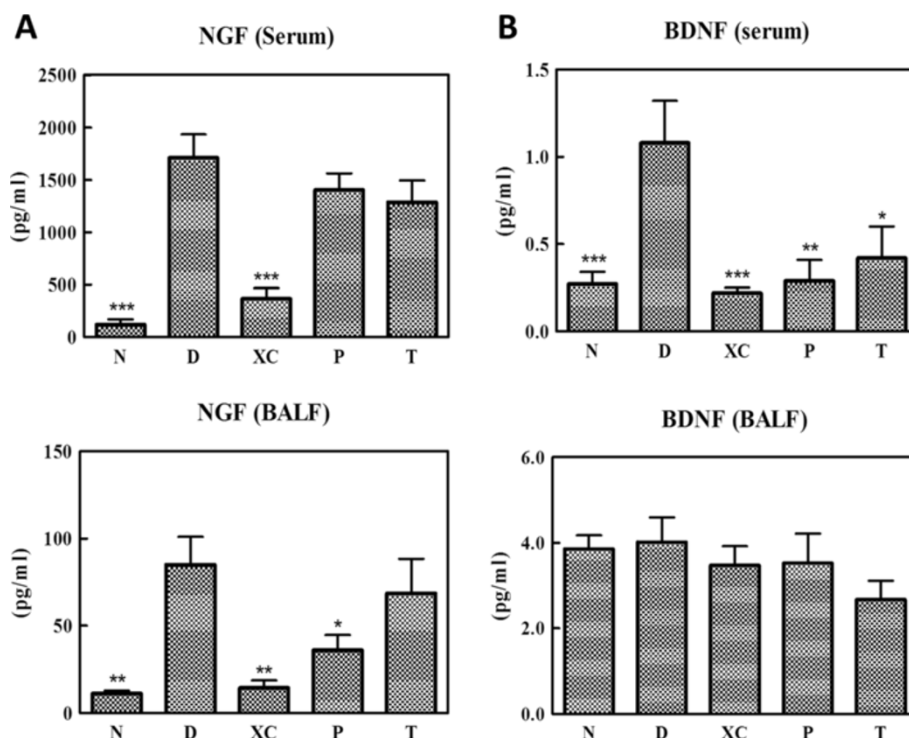 A
NGF (Serum)
2500
2000
1500
1000
500
0
(pg/ml)
***
***
N D XC P T
B
BDNF (serum)
1.5
1.0
0.5
0.0
(pg/ml)
***
***
**
*
N D XC P T
NGF (BALF)
150
100
50
0
(pg/ml)
**
**
*
N D XC P T
BDNF (BALF)
6.0
4.0
2.0
0.0
(pg/ml)
N D XC P T